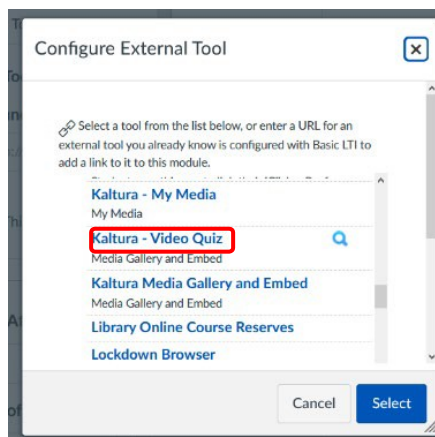 Configure External Tool
Select a tool from the list below, or enter a URL for an
external tool you already know is configured with Basic LTI to
add a link to it to this module.
Kaltura - My Media
My Media
Kaltura - Video Quiz
Media Gallery and Embed
Kaltura Media Gallery and Embed
Media Gallery and Embed
Library Online Course Reserves
Lockdown Browser
Cancel Select